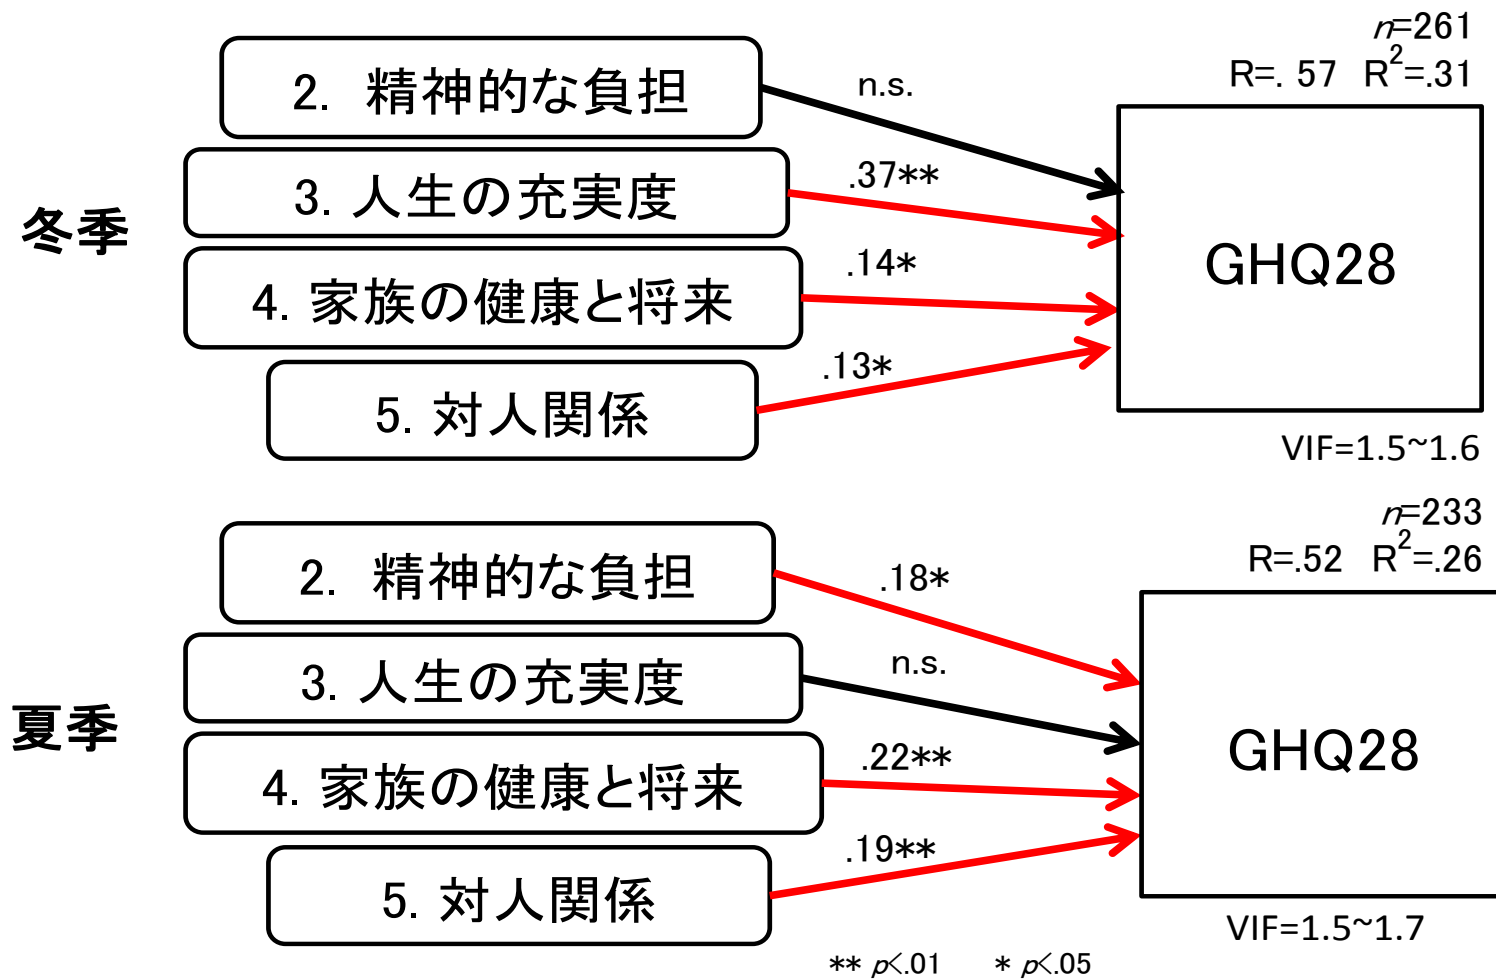 n=261
R=. 57 R²=.31
冬季
2. 精神的な負担
n.s.
3. 人生の充実度
.37**
4. 家族の健康と将来
.14*
5. 対人関係
.13*
GHQ28
VIF=1.5~1.6
n=233
R=.52 R²=.26
夏季
2. 精神的な負担
.18*
3. 人生の充実度
n.s.
4. 家族の健康と将来
.22**
5. 対人関係
.19**
GHQ28
VIF=1.5~1.7
** p<.01 * p<.05